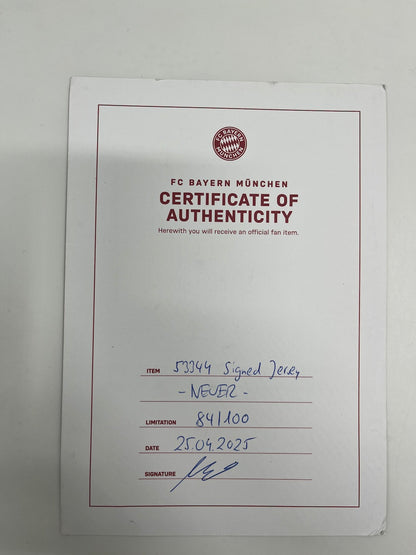 FC BAYERN
MÜNCHEN
FC BAYERN MÜNCHEN
CERTIFICATE OF
AUTHENTICITY
Herewith you will receive an official fan item.
ITEM 53344 Signed Jersey
- NEUER -
LIMITATION 84/100
DATE 25.04.2025
SIGNATURE